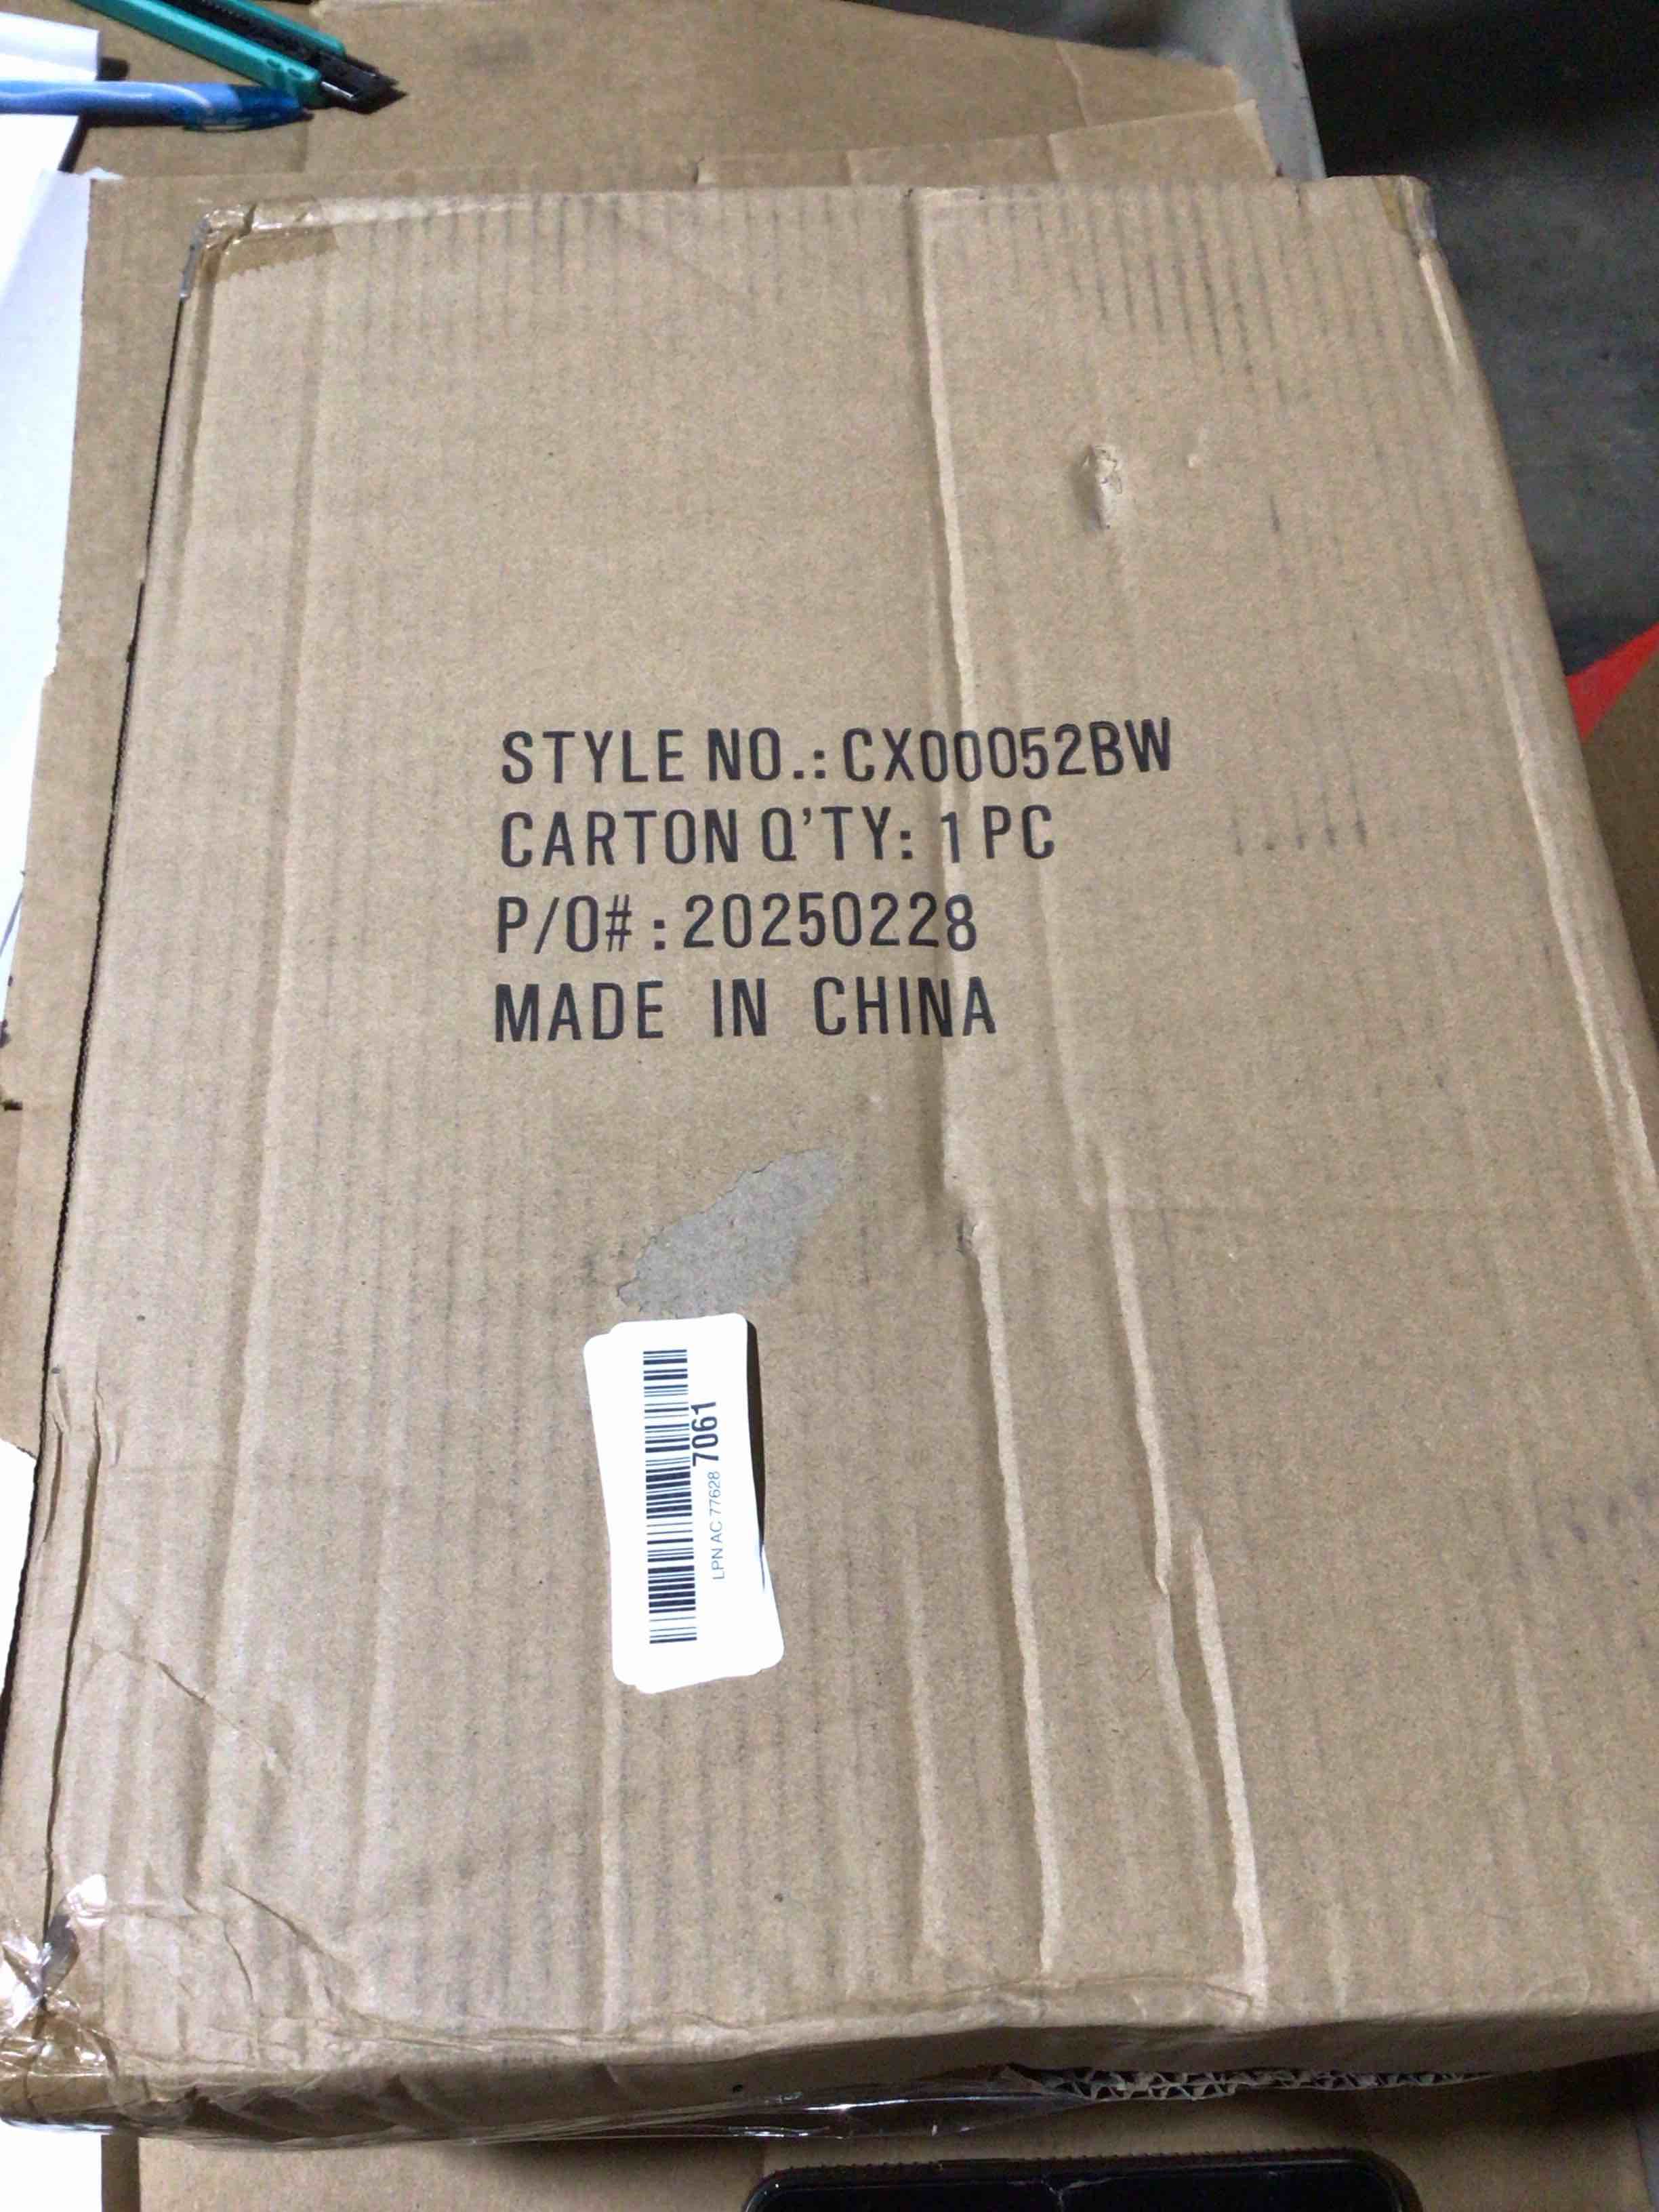 STYLE NO.: CX00052BW
CARTON Q'TY: 1 PC
P/O# : 20250228
MADE IN CHINA
LPN AC 77628 7061